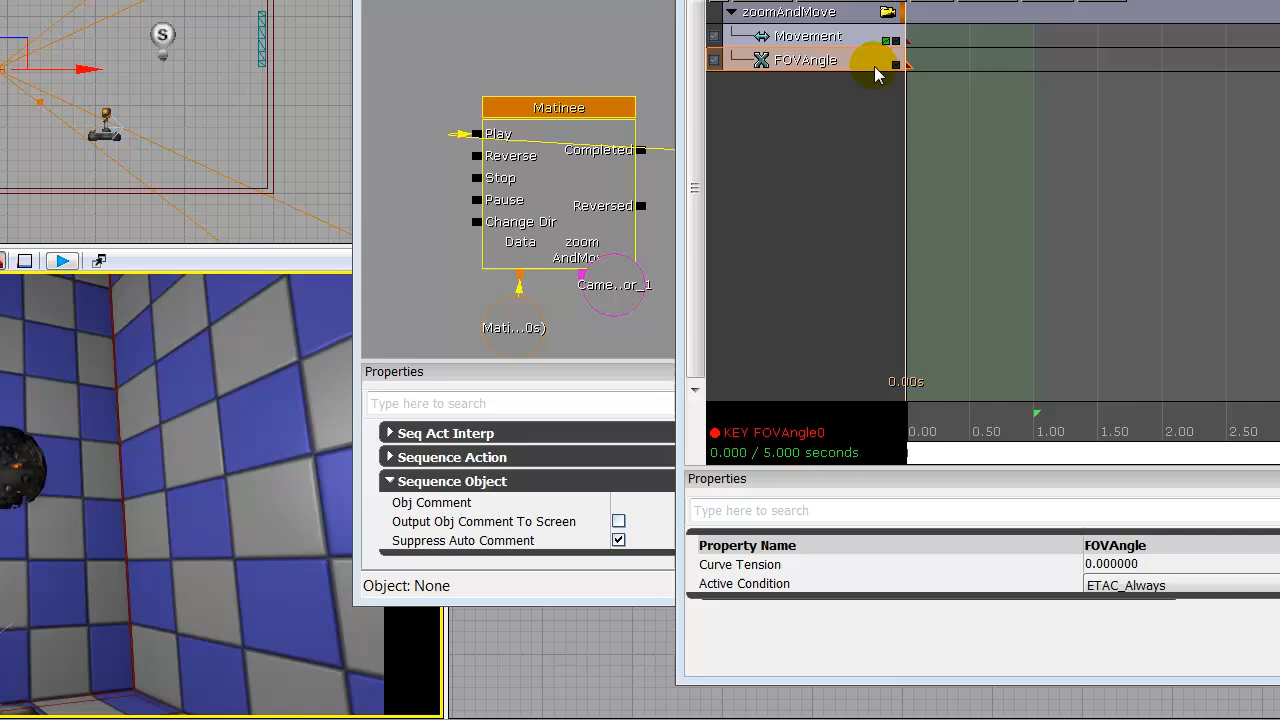 S
Matinee
Play
Completed
Reverse
Stop
Pause
Reversed
Change Dir
Data
zoom
Came..or_1
Mati...0s)
Properties
Type here to search
Seq Act Interp
Sequence Action
Sequence Object
Obj Comment
Output Obj Comment To Screen
Suppress Auto Comment
Object: None
zoomAndMove
Movement
FOVAngle
0.00s
0.00 0.50 1.00 1.50 2.00 2.50
KEY FOVAngle0
0.000 / 5.000 seconds
Properties
Type here to search
Property Name FOVAngle
Curve Tension 0.000000
Active Condition ETAC_Always